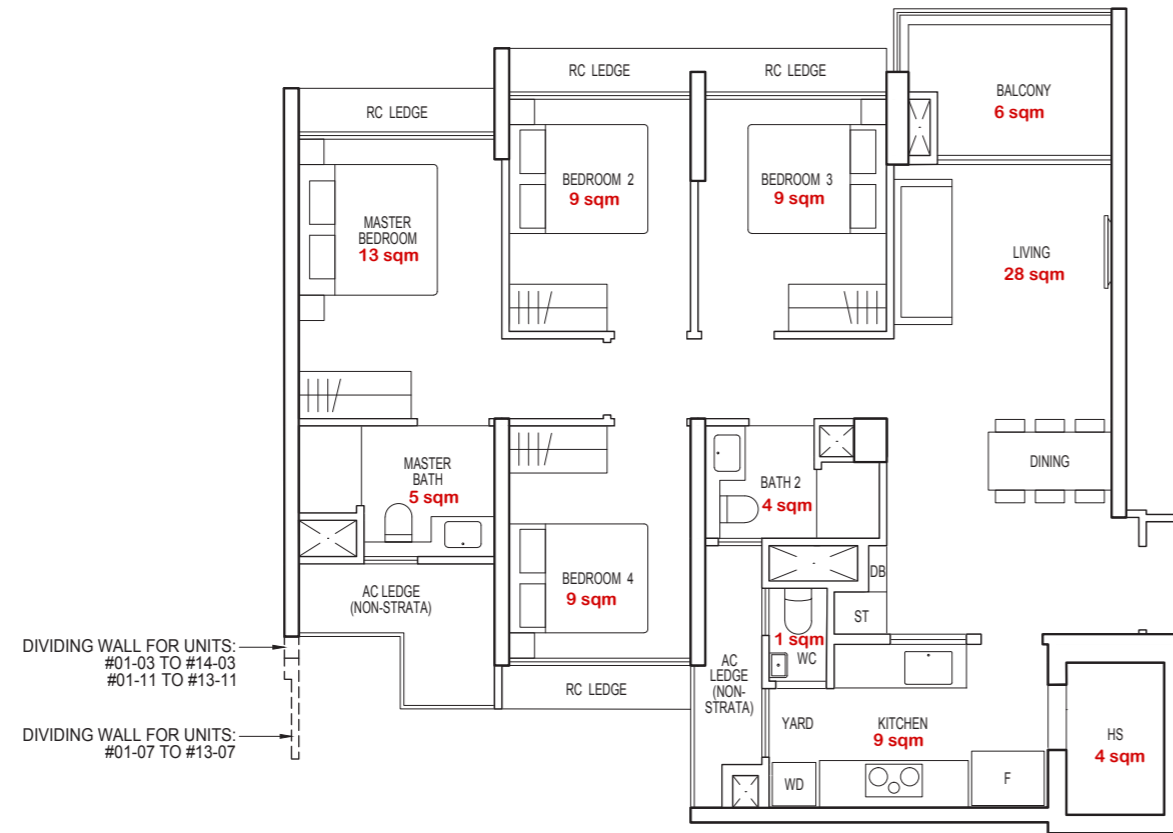 RC LEDGE
RC LEDGE
RC LEDGE
BALCONY
6 sqm
BEDROOM 2
9 sqm
BEDROOM 3
9 sqm
MASTER
BEDROOM
13 sqm
LIVING
28 sqm
MASTER
BATH
5 sqm
BATH 2
4 sqm
DINING
BEDROOM 4
9 sqm
AC LEDGE
(NON-STRATA)
DB
ST
1 sqm
WC
DIVIDING WALL FOR UNITS:
#01-03 TO #14-03
#01-11 TO #13-11
RC LEDGE
AC
LEDGE
(NON-
STRATA)
DIVIDING WALL FOR UNITS:
#01-07 TO #13-07
YARD
KITCHEN
9 sqm
HS
4 sqm
WD
F